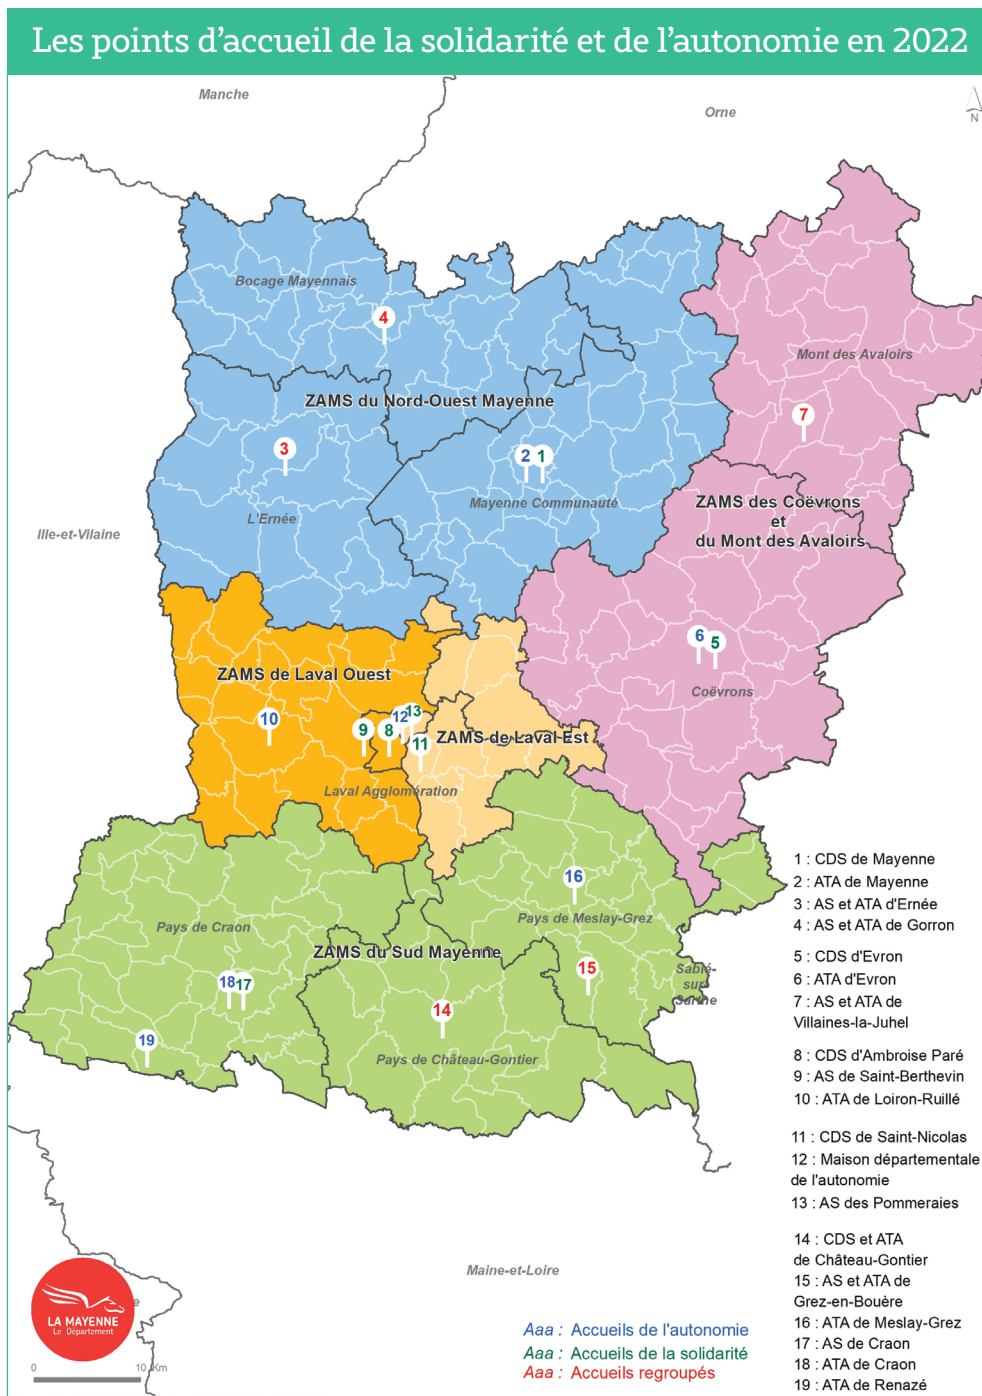 Les points d'accueil de la solidarité et de l'autonomie en 2022
Manche
Orne
N
Bocage Mayennais
4
Mont des Avaloirs
ZAMS du Nord-Ouest Mayenne
7
3
2 1
Mayenne Communauté
ZAMS des Coëvrons
et
du Mont des Avaloirs
L'Ernée
Ille-et-Vilaine
6 5
ZAMS de Laval Ouest
Coëvrons
10
9 8 12 13
11
ZAMS de Laval Est
Laval Agglomération
16
Pays de Meslay-Grez
Pays de Craon
ZAMS du Sud Mayenne
15
Sablé-
sur-
Sarthe
18 17
14
19
Pays de Château-Gontier
1 : CDS de Mayenne
2 : ATA de Mayenne
3 : AS et ATA d'Ernée
4 : AS et ATA de Gorron
5 : CDS d'Evron
6 : ATA d'Evron
7 : AS et ATA de
Villaines-la-Juhel
8 : CDS d'Ambroise Paré
9 : AS de Saint-Berthevin
10 : ATA de Loiron-Ruillé
11 : CDS de Saint-Nicolas
12 : Maison départementale
de l'autonomie
13 : AS des Pommeraies
14 : CDS et ATA
de Château-Gontier
15 : AS et ATA de
Grez-en-Bouère
16 : ATA de Meslay-Grez
17 : AS de Craon
18 : ATA de Craon
19 : ATA de Renazé
Maine-et-Loire
LA MAYENNE
Le Département
0 10 Km
Aaa : Accueils de l'autonomie
Aaa : Accueils de la solidarité
Aaa : Accueils regroupés